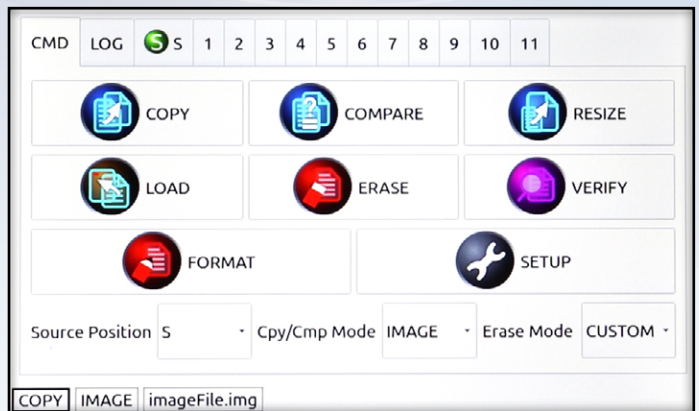 CMD LOG S S 1 2 3 4 5 6 7 8 9 10 11
COPY COMPARE RESIZE
LOAD ERASE VERIFY
FORMAT SETUP
Source Position S Cpy/Cmp Mode IMAGE Erase Mode CUSTOM
COPY IMAGE imageFile.img